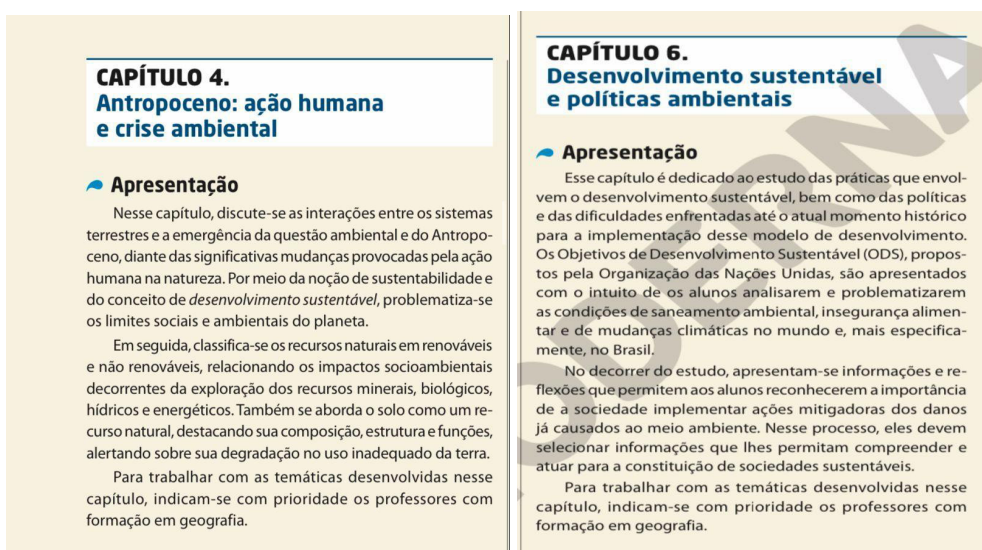 CAPÍTULO 4.
Antropoceno: ação humana
e crise ambiental
Apresentação
Nesse capítulo, discute-se as interações entre os sistemas
terrestres e a emergência da questão ambiental e do Antropo-
ceno, diante das significativas mudanças provocadas pela ação
humana na natureza. Por meio da noção de sustentabilidade e
do conceito de desenvolvimento sustentável, problematiza-se
os limites sociais e ambientais do planeta.
Em seguida, classifica-se os recursos naturais em renováveis
e não renováveis, relacionando os impactos socioambientais
decorrentes da exploração dos recursos minerais, biológicos,
hídricos e energéticos. Também se aborda o solo como um re-
curso natural, destacando sua composição, estrutura e funções,
alertando sobre sua degradação no uso inadequado da terra.
Para trabalhar com as temáticas desenvolvidas nesse
capítulo, indicam-se com prioridade os professores com
formação em geografia.
CAPÍTULO 6.
Desenvolvimento sustentável
e políticas ambientais
Apresentação
Esse capítulo é dedicado ao estudo das práticas que envol-
vem o desenvolvimento sustentável, bem como das políticas
e das dificuldades enfrentadas até o atual momento histórico
para a implementação desse modelo de desenvolvimento.
Os Objetivos de Desenvolvimento Sustentável (ODS), propos-
tos pela Organização das Nações Unidas, são apresentados
com o intuito de os alunos analisarem e problematizarem
as condições de saneamento ambiental, insegurança alimen-
tar e de mudanças climáticas no mundo e, mais especifica-
mente, no Brasil.
No decorrer do estudo, apresentam-se informações e re-
flexões que permitem aos alunos reconhecerem a importância
de a sociedade implementar ações mitigadoras dos danos
já causados ao meio ambiente. Nesse processo, eles devem
selecionar informações que lhes permitam compreender e
atuar para a constituição de sociedades sustentáveis.
Para trabalhar com as temáticas desenvolvidas nesse
capítulo, indicam-se com prioridade os professores com
formação em geografia.
ODERNA